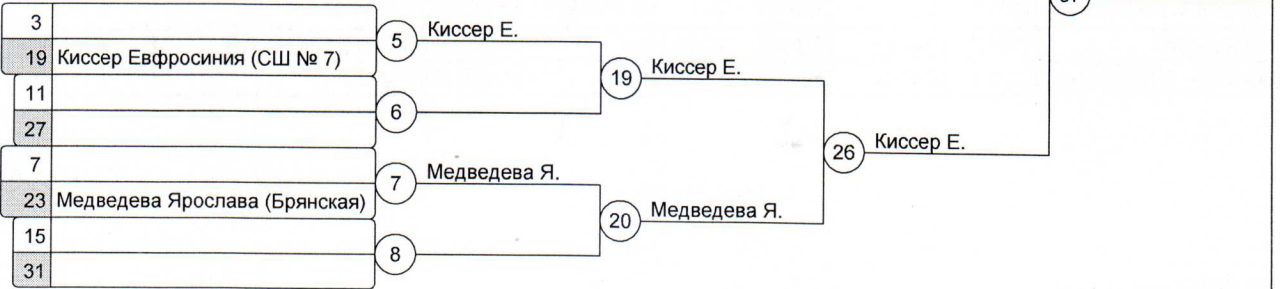 3
19 Киссер Евфросиния (СШ № 7)
5 Киссер Е.
11
27
6
19 Киссер Е.
7
23 Медведева Ярослава (Брянская)
7 Медведева Я.
15
31
8
20 Медведева Я.
26 Киссер Е.